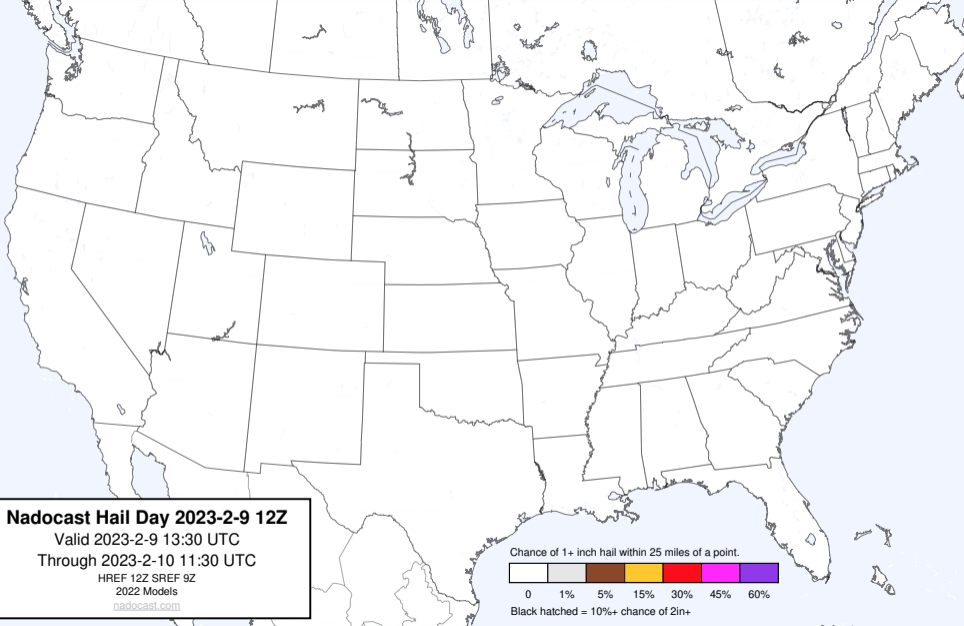 Nadocast Hail Day 2023-2-9 12Z
Valid 2023-2-9 13:30 UTC
Through 2023-2-10 11:30 UTC
HREF 12Z SREF 9Z
2022 Models
nadocast.com
Chance of 1+ inch hail within 25 miles of a point.
0 1% 5% 15% 30% 45% 60%
Black hatched = 10%+ chance of 2in+